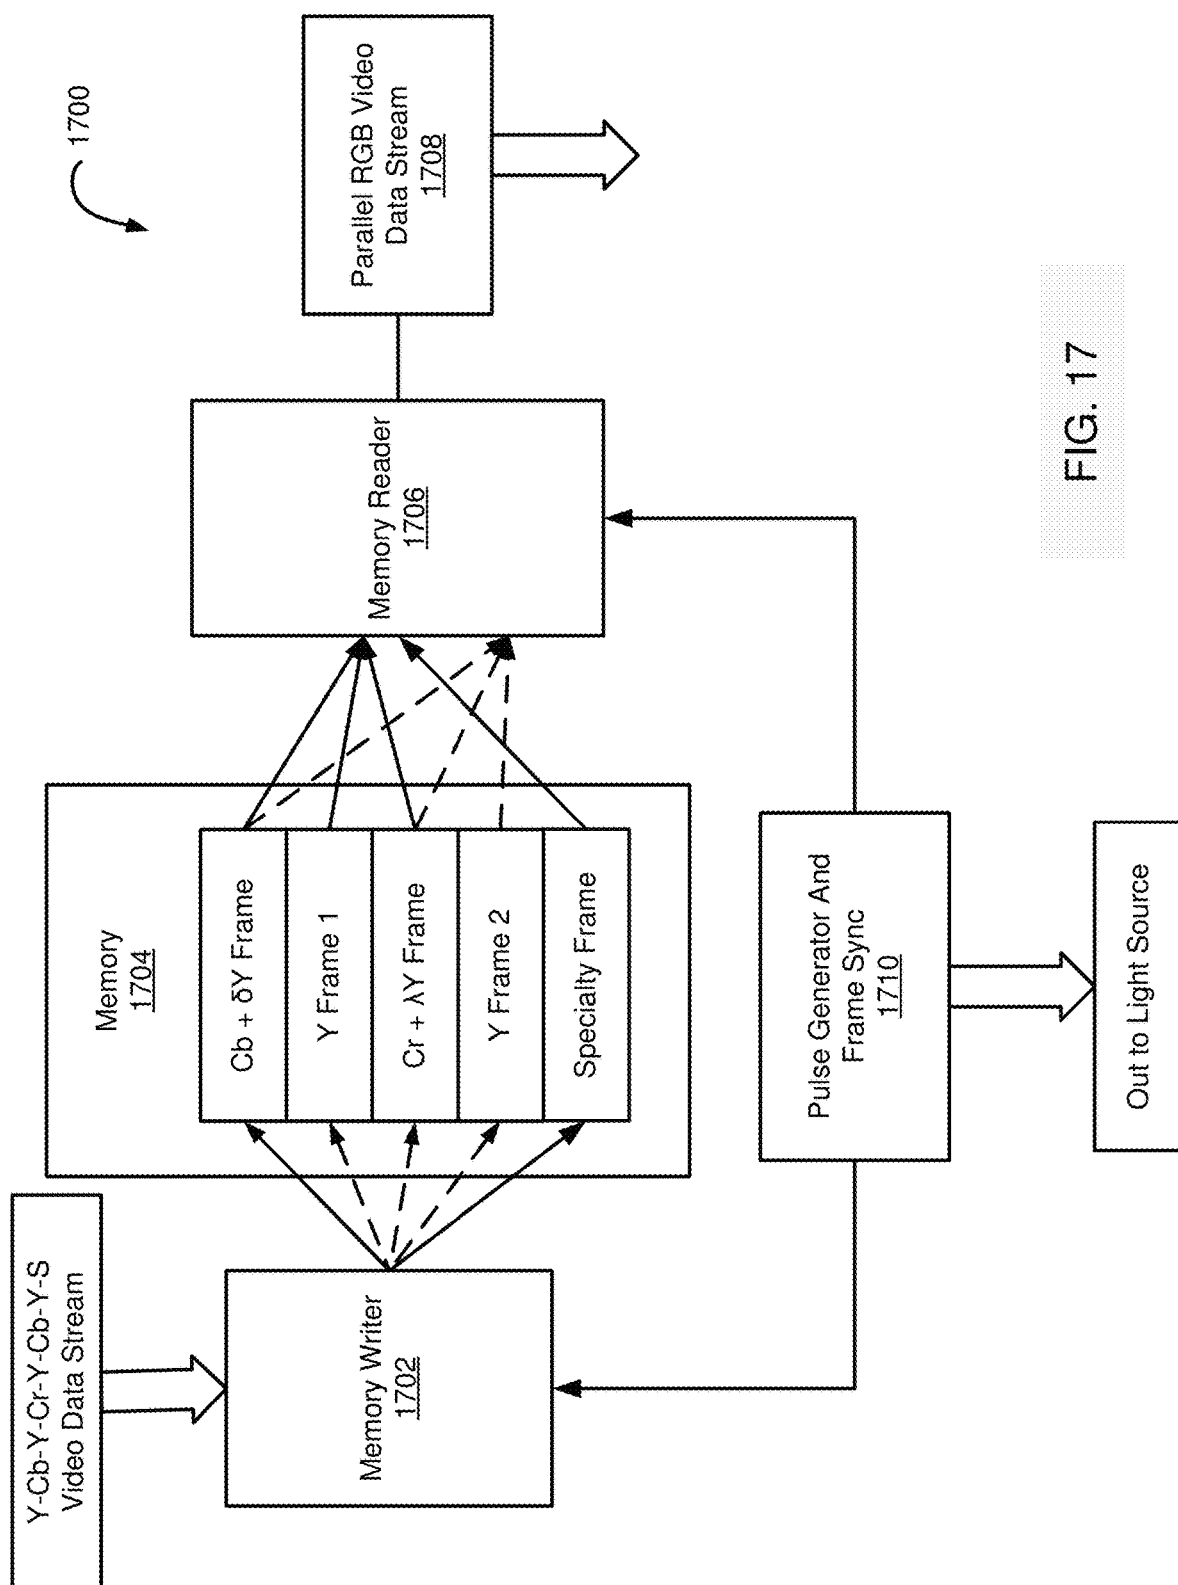 1700
Y-Cb-Y-Cr-Y-Cb-Y-S
Video Data Stream
Memory Writer
1702
Memory
1704
Cb + δY Frame
Y Frame 1
Cr + λY Frame
Y Frame 2
Specialty Frame
Memory Reader
1706
Parallel RGB Video
Data Stream
1708
Pulse Generator And
Frame Sync
1710
Out to Light Source
FIG. 17